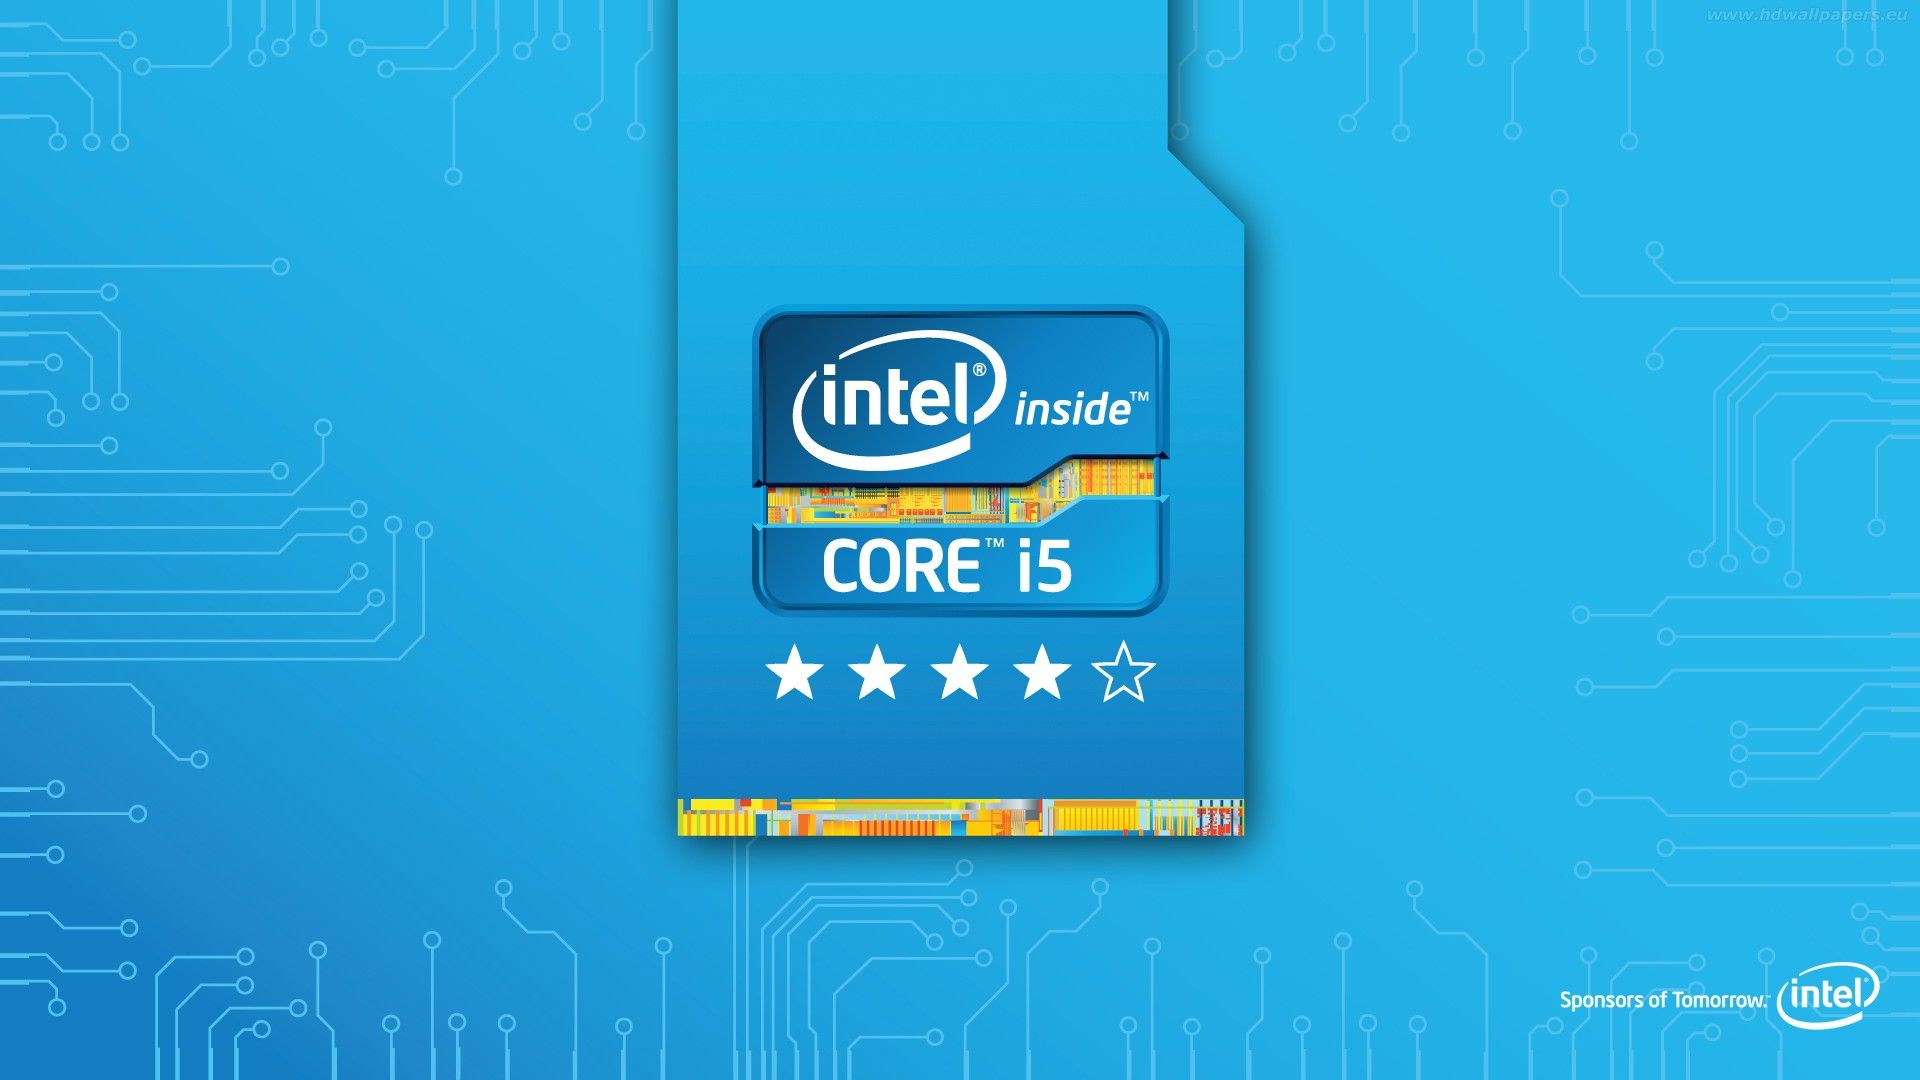 www.hdwallpapers.eu
intel® inside™
CORE™ i5
Sponsors of Tomorrow.™ intel